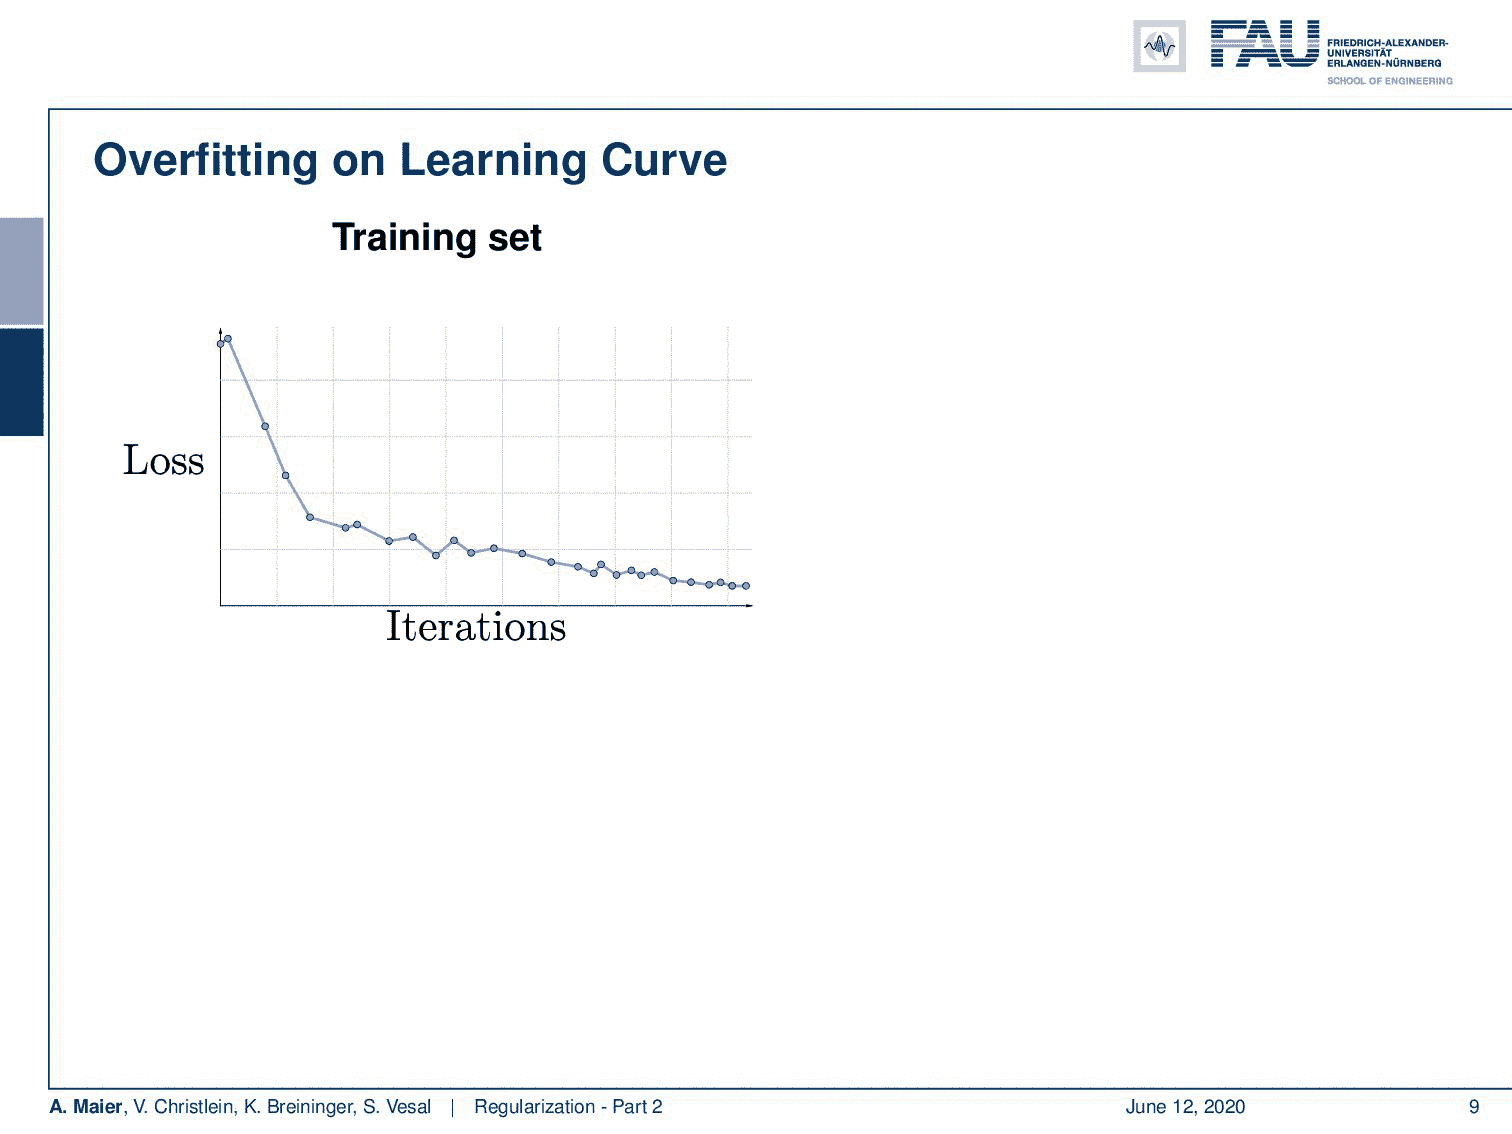 FAU
FRIEDRICH-ALEXANDER-
UNIVERSITÄT
ERLANGEN-NÜRNBERG
SCHOOL OF ENGINEERING
Overfitting on Learning Curve
Training set
Loss
Iterations
A. Maier, V. Christlein, K. Breininger, S. Vesal | Regularization - Part 2 June 12, 2020 9